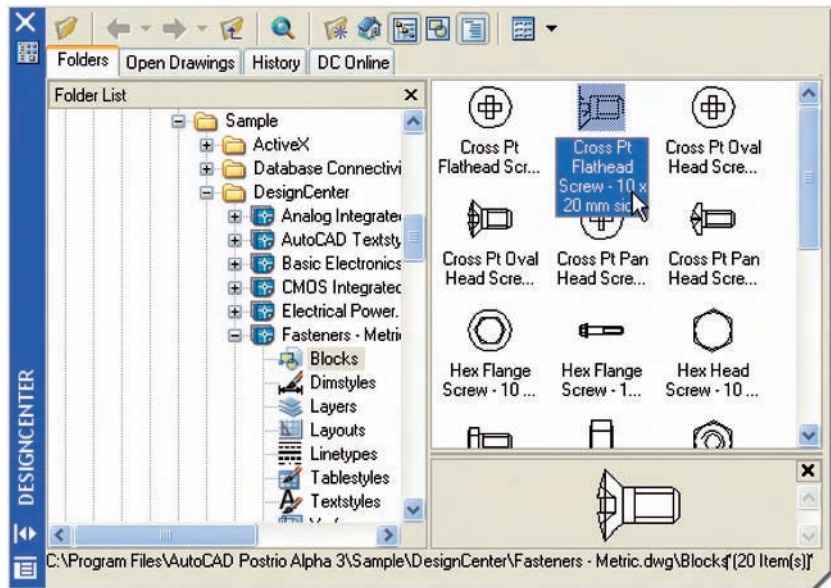 Folders
Open Drawings
History
DC Online
Folder List
Sample
ActiveX
Database Connectivi
DesignCenter
Analog Integrate
AutoCAD Textsty
Basic Electronics
CMOS Integrated
Electrical Power.
Fasteners - Metri
Blocks
Dimstyles
Layers
Layouts
Linetypes
Tablestyles
Textstyles
Cross Pt
Flathead Scr...
Cross Pt
Flathead
Screw - 10 x
20 mm sid
Cross Pt Oval
Head Scre...
Cross Pt Oval
Head Scre...
Cross Pt Pan
Head Scre...
Cross Pt Pan
Head Scre...
Hex Flange
Screw - 10 ...
Hex Flange
Screw - 1...
Hex Head
Screw - 10 ...
DESIGNCENTER
C:\Program Files\AutoCAD Postrio Alpha 3\Sample\DesignCenter\Fasteners - Metric.dwg\Blocks (20 Item(s))